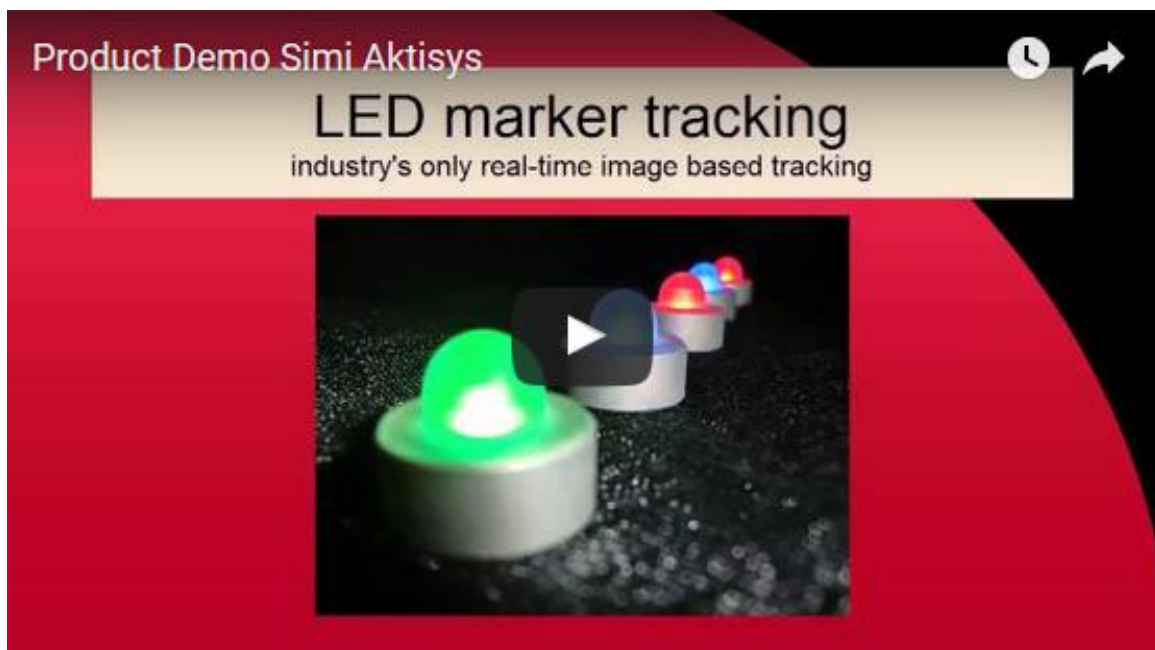 Product Demo Simi Aktisys
LED marker tracking
industry's only real-time image based tracking